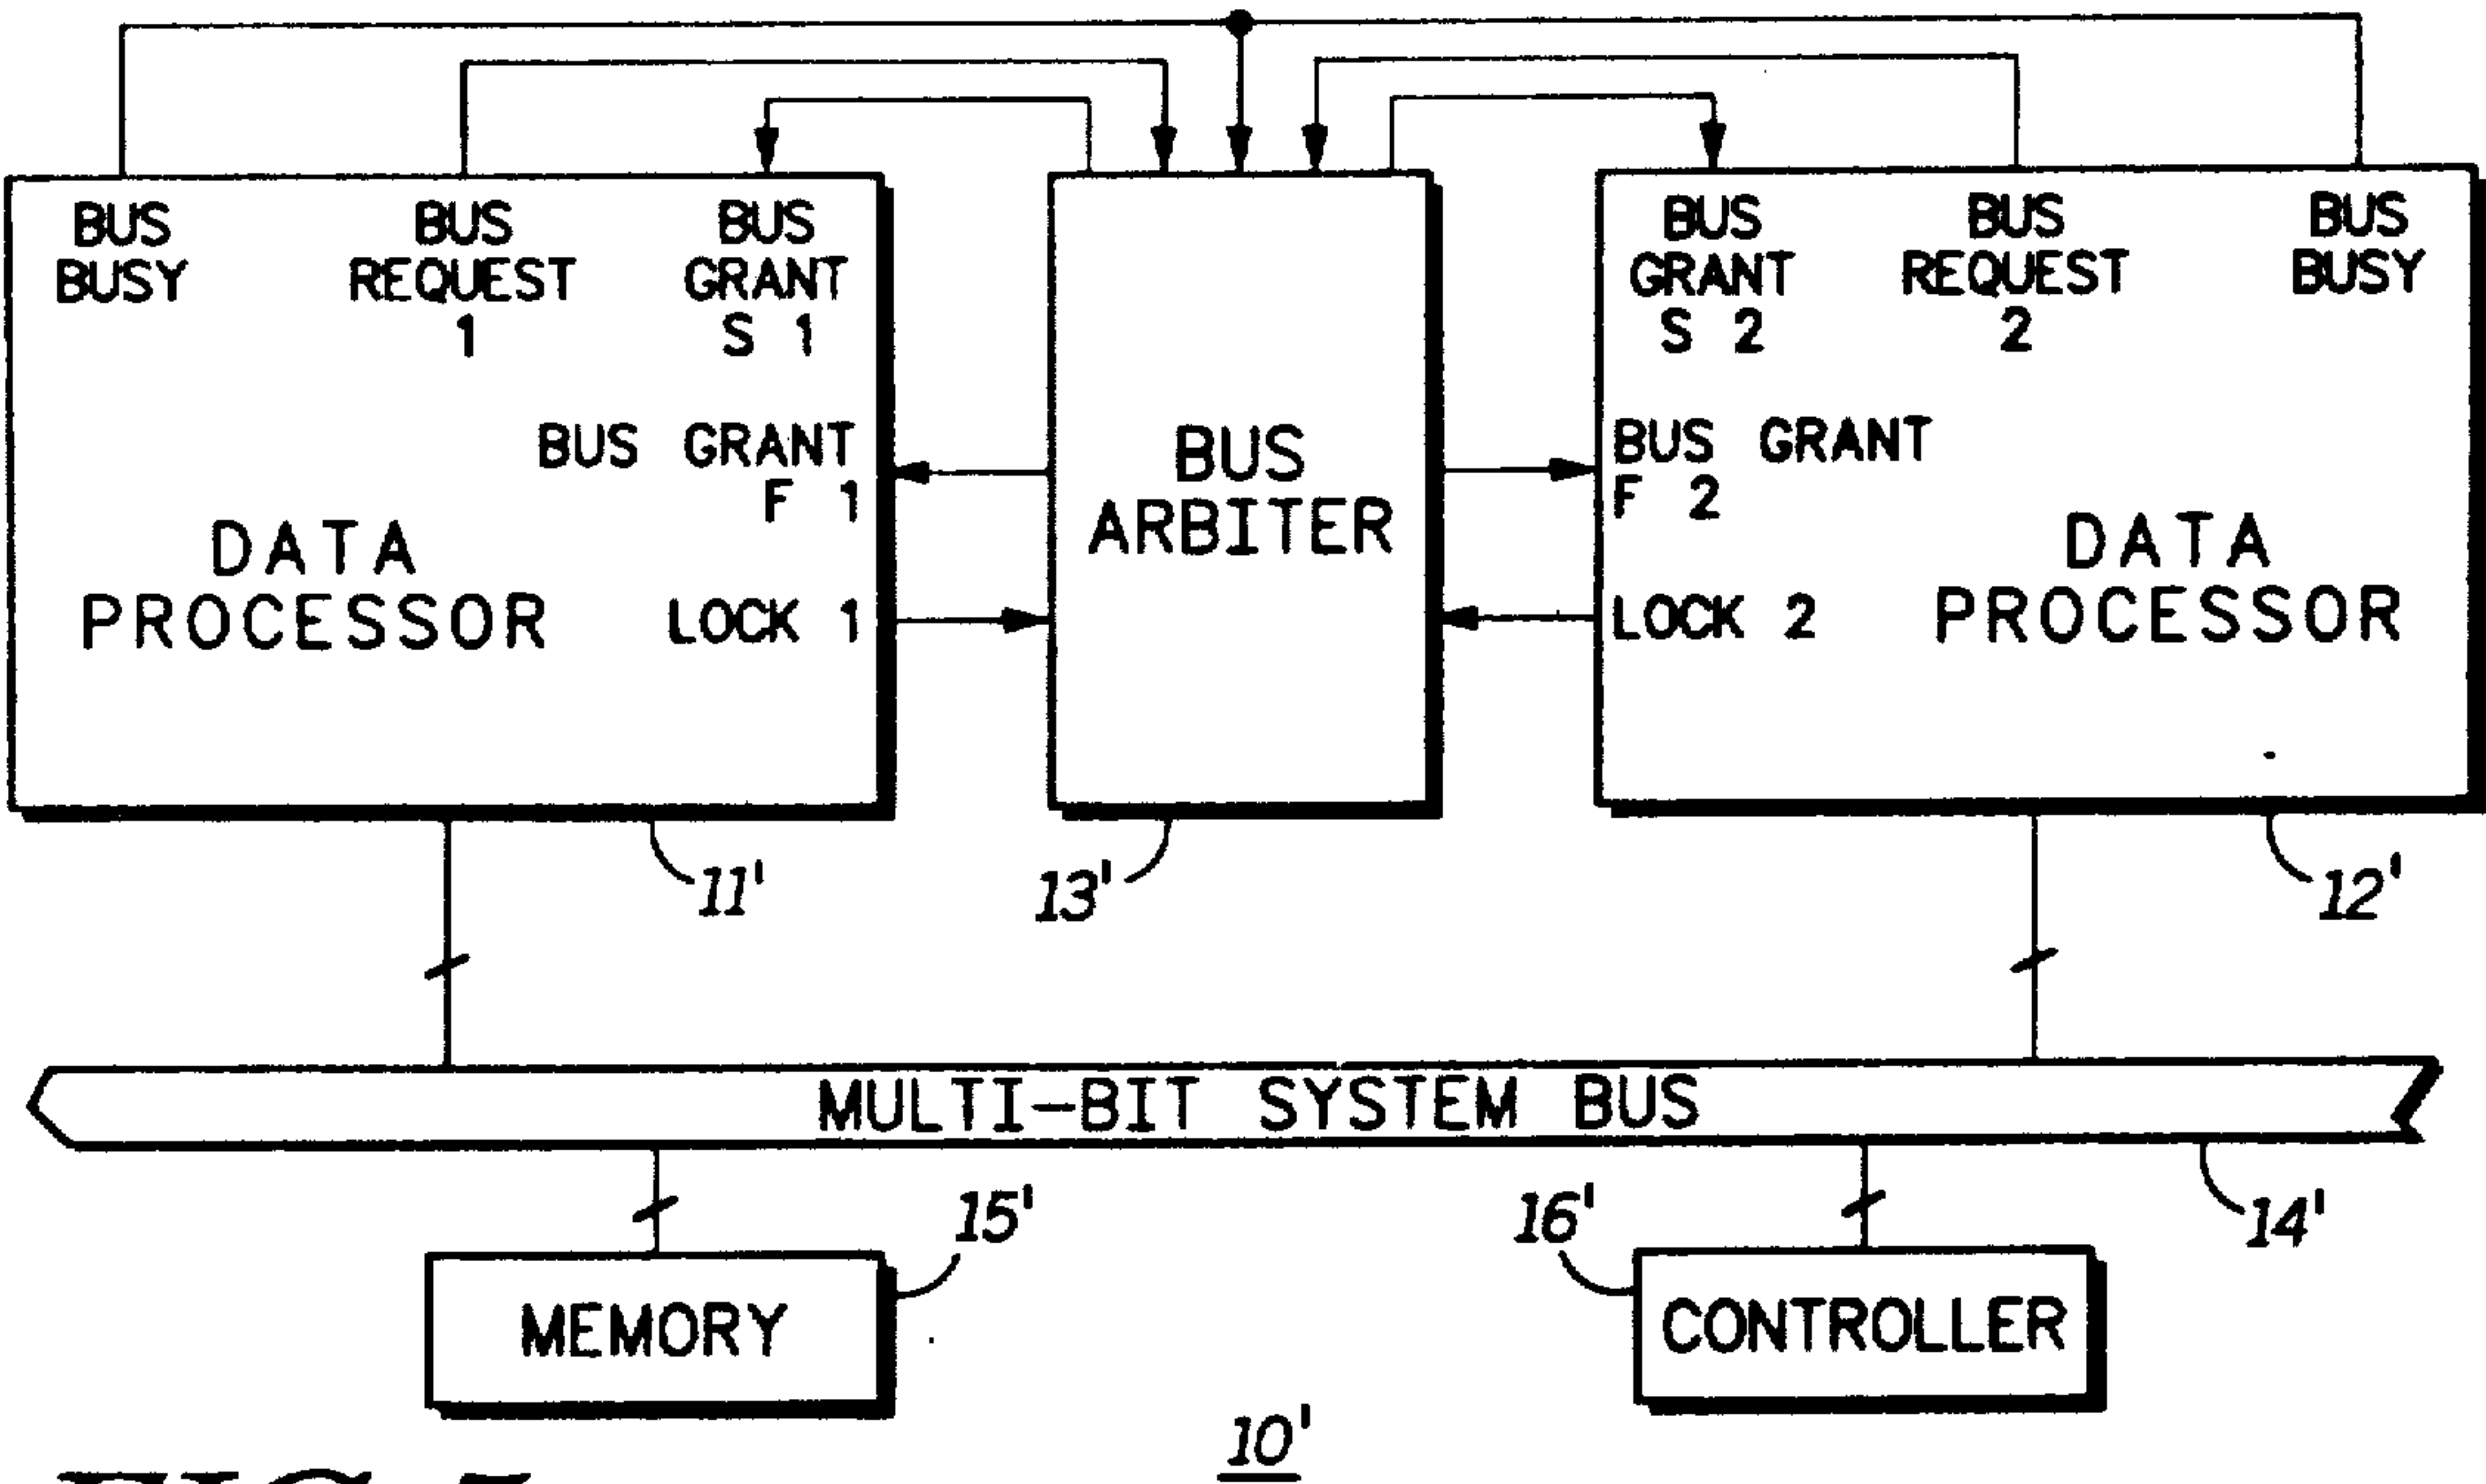 BUS BUSY
BUS REQUEST 1
BUS GRANT S 1
BUS GRANT F 1
LOCK 1
DATA PROCESSOR
BUS ARBITER
BUS GRANT S 2
BUS REQUEST 2
BUS BUSY
BUS GRANT F 2
LOCK 2
DATA PROCESSOR
11'
13'
12'
MULTI-BIT SYSTEM BUS
15'
16'
14'
MEMORY
CONTROLLER
10'